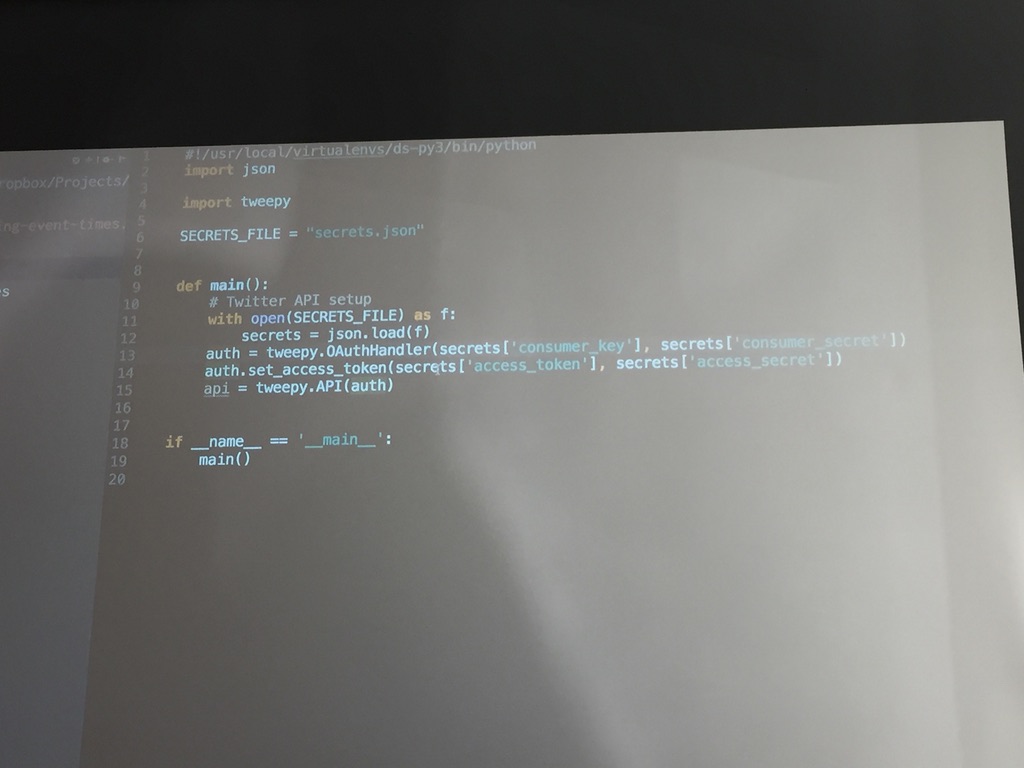 ropbox/Projects/
ng-event-times.
s
1 #!/usr/local/virtualenvs/ds-py3/bin/python
2 import json
3
4 import tweepy
5
6 SECRETS_FILE = "secrets.json"
7
8
9 def main():
10     # Twitter API setup
11     with open(SECRETS_FILE) as f:
12         secrets = json.load(f)
13     auth = tweepy.OAuthHandler(secrets['consumer_key'], secrets['consumer_secret'])
14     auth.set_access_token(secrets['access_token'], secrets['access_secret'])
15     api = tweepy.API(auth)
16
17
18 if __name__ == '__main__':
19     main()
20